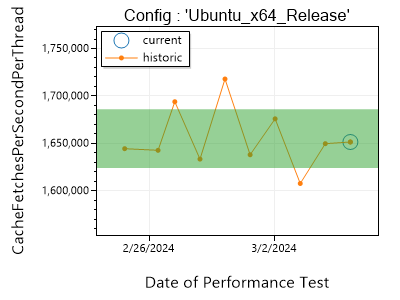 Config : 'Ubuntu_x64_Release'
CacheFetchesPerSecondPerThread
1,750,000
1,700,000
1,650,000
1,600,000
current
historic
2/26/2024
3/2/2024
Date of Performance Test